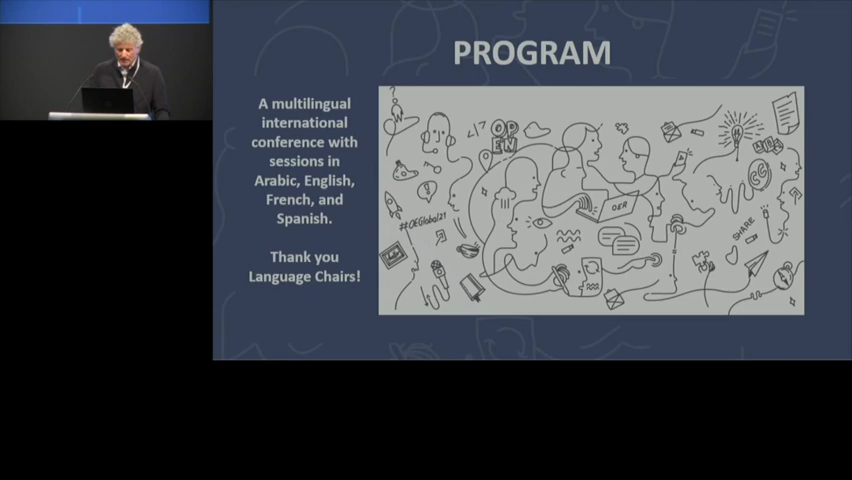 PROGRAM
A multilingual
international
conference with
sessions in
Arabic, English,
French, and
Spanish.
Thank you
Language Chairs!
</>
OP
EN
OER
#OEGlobal21
CC
SHARE